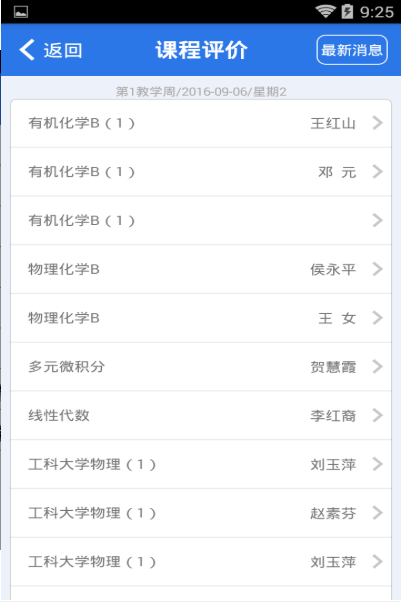 9:25
返回 课程评价 最新消息
第1教学周/2016-09-06/星期2
有机化学B（1） 王红山
有机化学B（1） 邓 元
有机化学B（1）
物理化学B 侯永平
物理化学B 王 女
多元微积分 贺慧霞
线性代数 李红裔
工科大学物理（1） 刘玉萍
工科大学物理（1） 赵素芬
工科大学物理（1） 刘玉萍